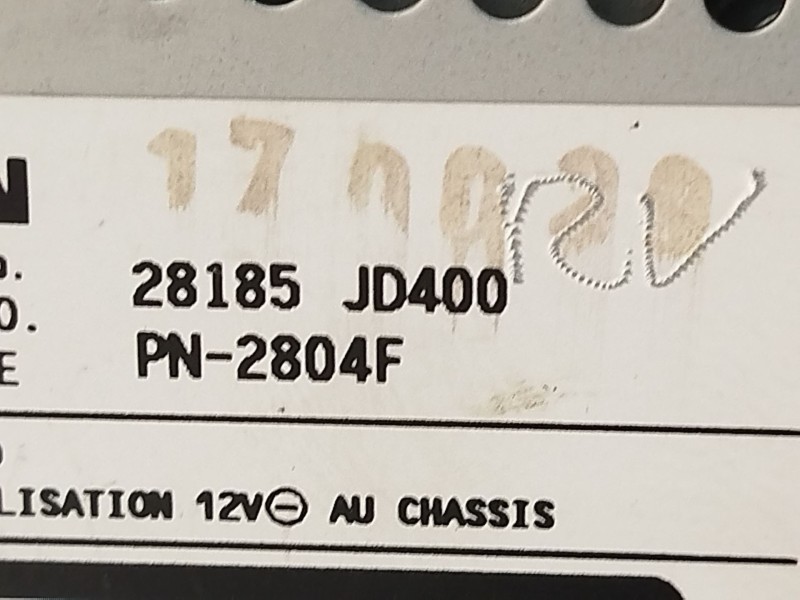 N
28185 JD400
O.
PN-2804F
E
LISATION 12V⊖ AU CHASSIS